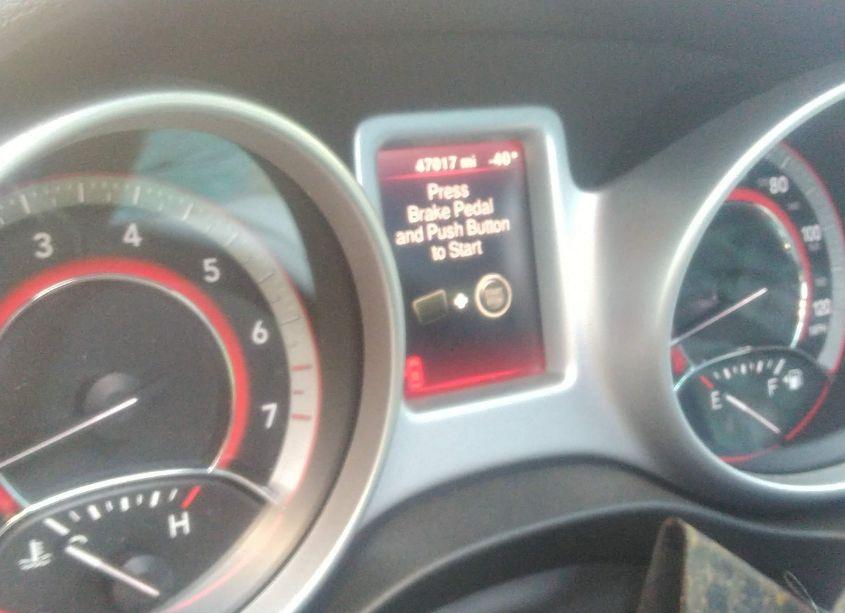 47017 mi -40°
Press
Brake Pedal
and Push Button
to Start
3
4
5
6
7
H
80
100
120
MPH
E
F